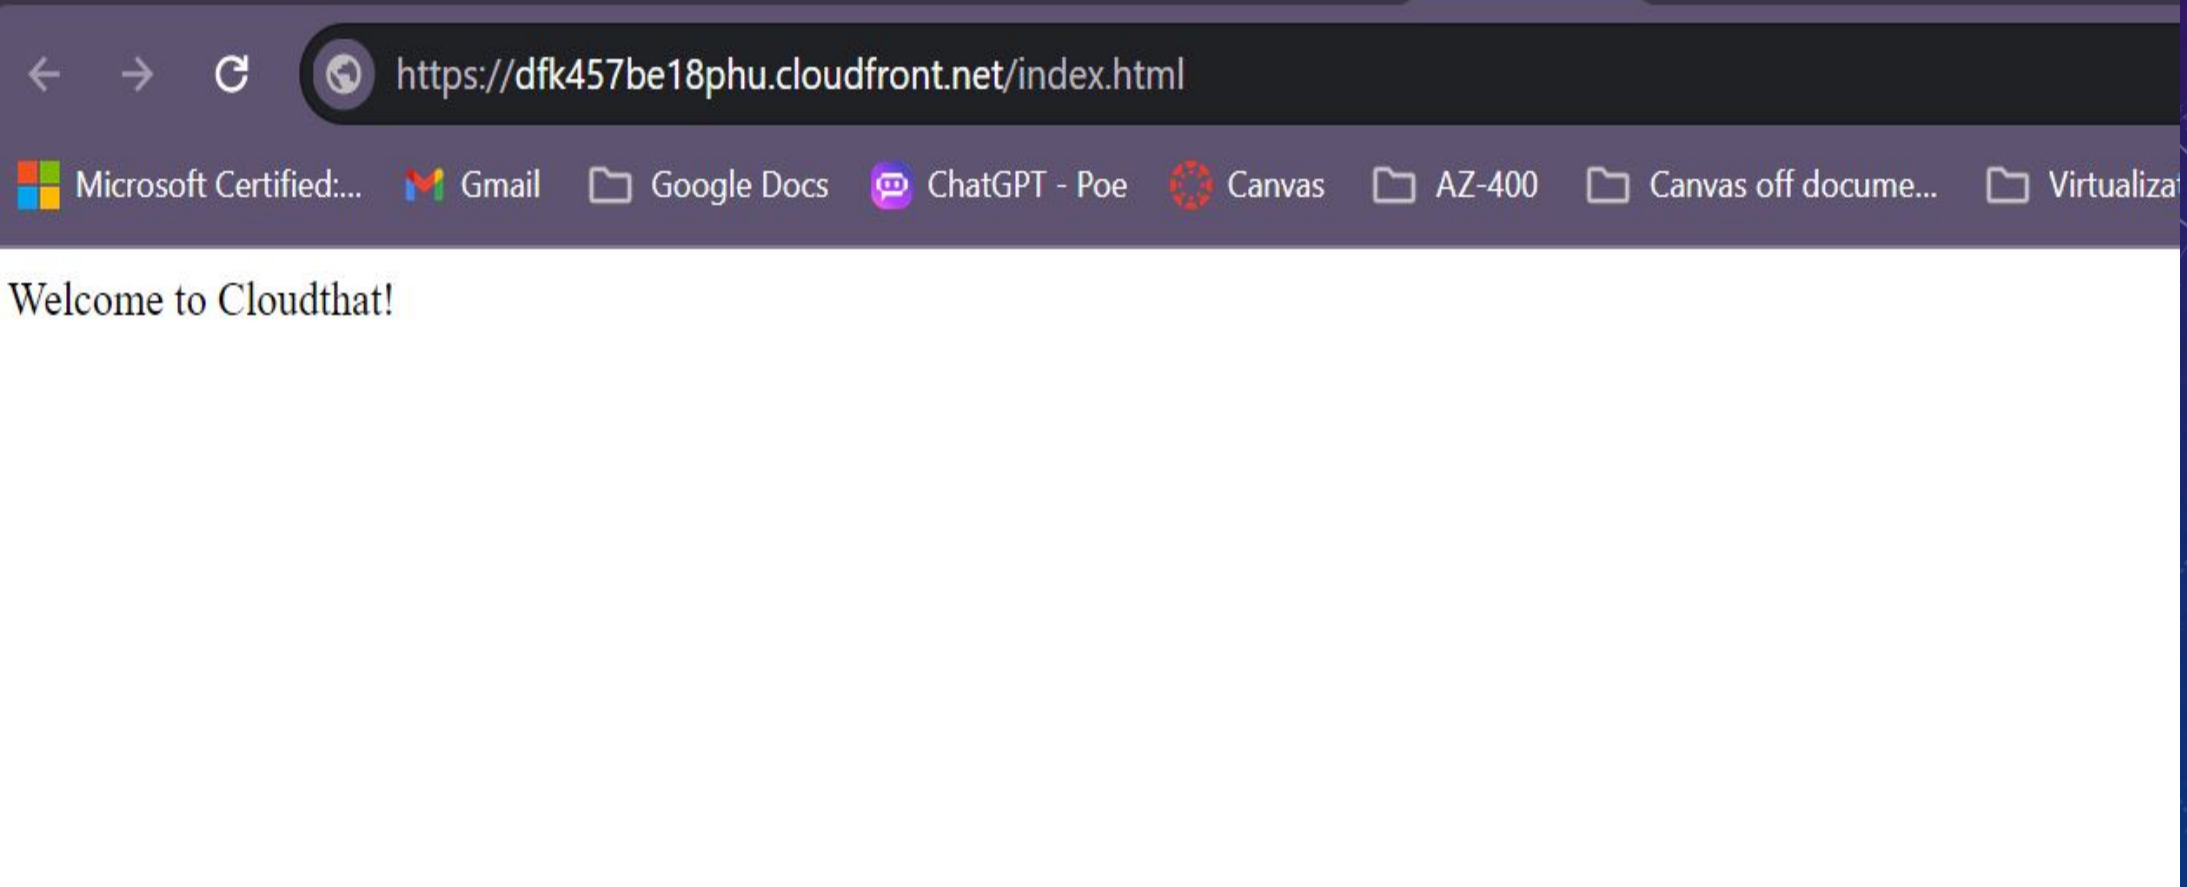 https://dfk457be18phu.cloudfront.net/index.html
Microsoft Certified:... Gmail Google Docs ChatGPT - Poe Canvas AZ-400 Canvas off docume... Virtualiza
Welcome to Cloudthat!